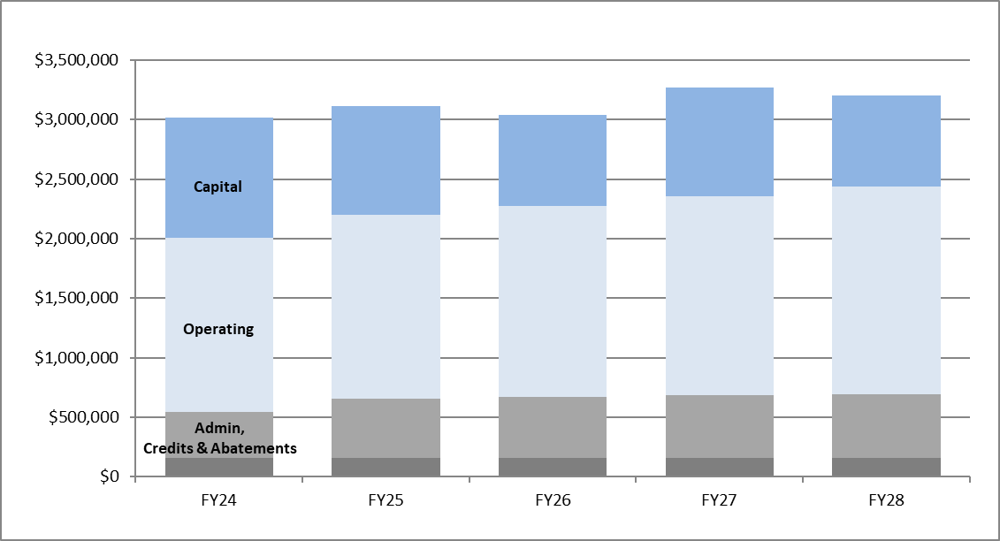 $3,500,000
$3,000,000
$2,500,000
$2,000,000
$1,500,000
$1,000,000
$500,000
$0
Capital
Operating
Admin,
Credits & Abatements
FY24 FY25 FY26 FY27 FY28